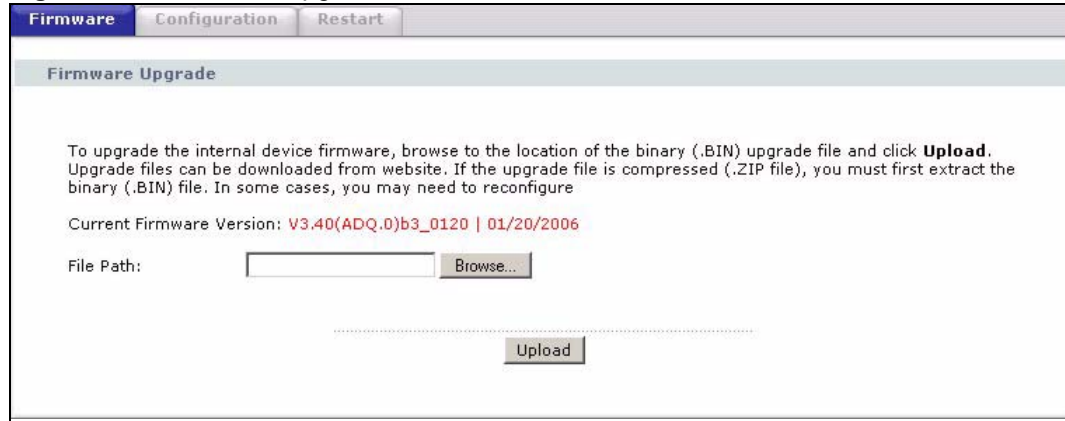 Firmware Configuration Restart
Firmware Upgrade
To upgrade the internal device firmware, browse to the location of the binary (.BIN) upgrade file and click Upload.
Upgrade files can be downloaded from website. If the upgrade file is compressed (.ZIP file), you must first extract the
binary (.BIN) file. In some cases, you may need to reconfigure
Current Firmware Version: V3.40(ADQ.0)b3_0120 | 01/20/2006
File Path: Browse...
Upload